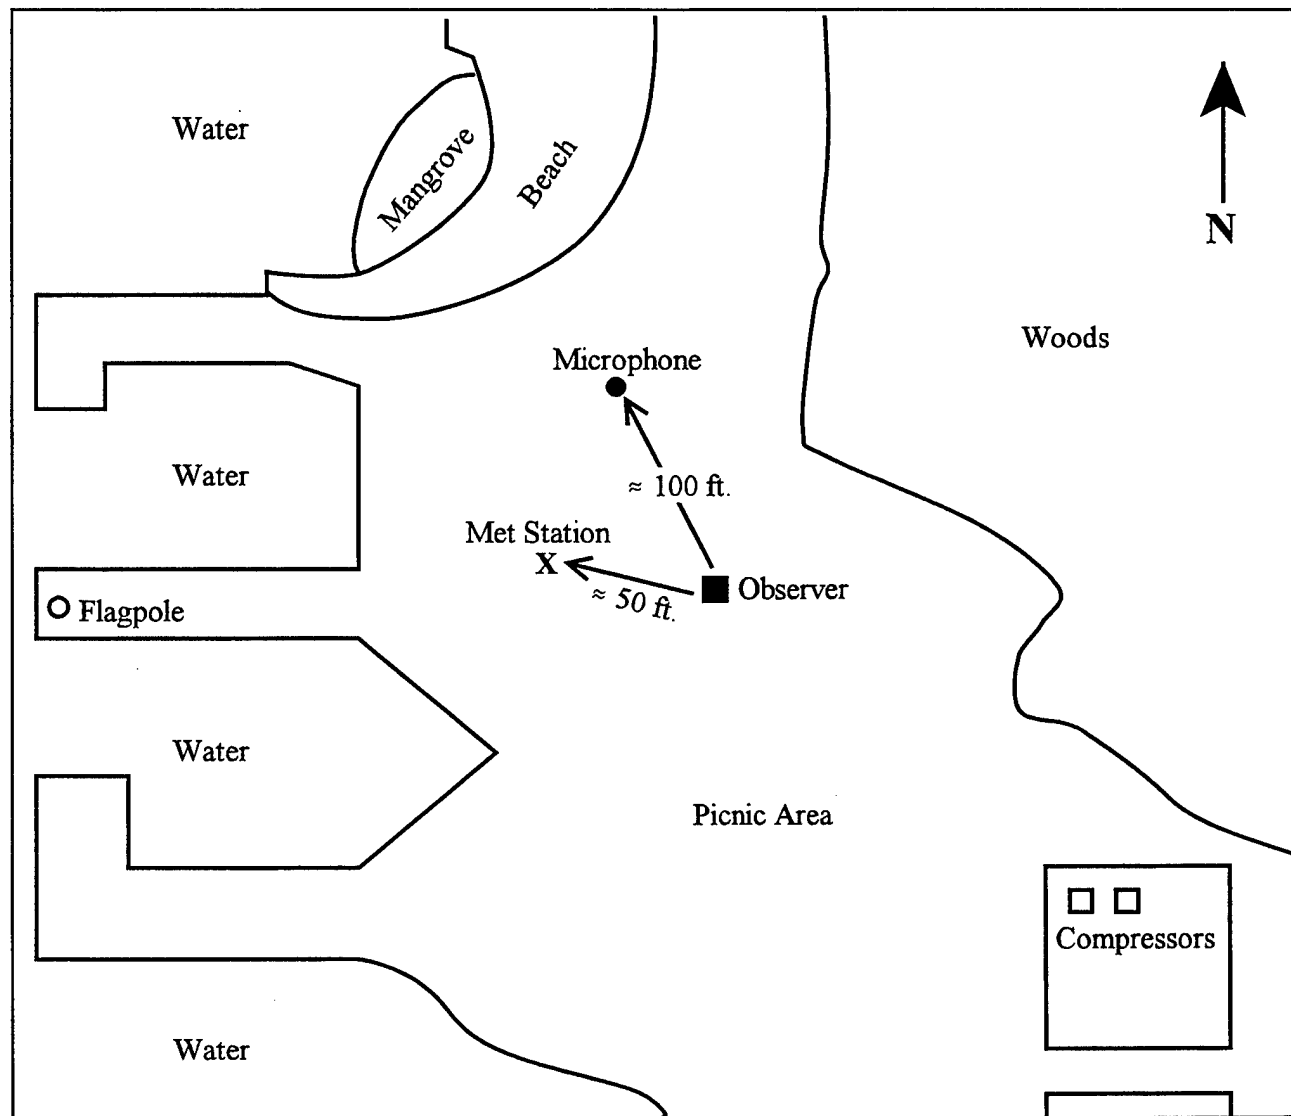 Water
Mangrove
Beach
N
Woods
Microphone
≈ 100 ft.
Water
Met Station
X
≈ 50 ft.
Observer
Flagpole
Water
Picnic Area
Compressors
Water